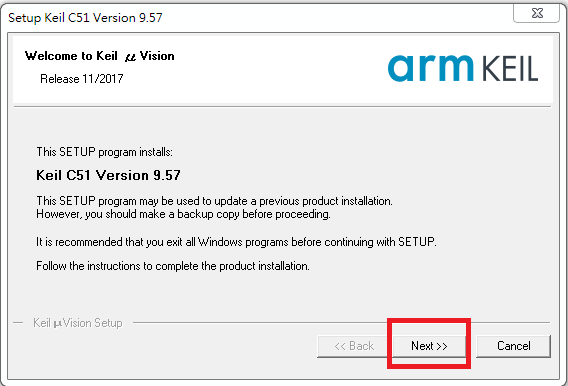 Setup Keil C51 Version 9.57
Welcome to Keil µ Vision
Release 11/2017
arm KEIL
This SETUP program installs:
Keil C51 Version 9.57
This SETUP program may be used to update a previous product installation.
However, you should make a backup copy before proceeding.
It is recommended that you exit all Windows programs before continuing with SETUP.
Follow the instructions to complete the product installation.
Keil µVision Setup
<< Back
Next >>
Cancel